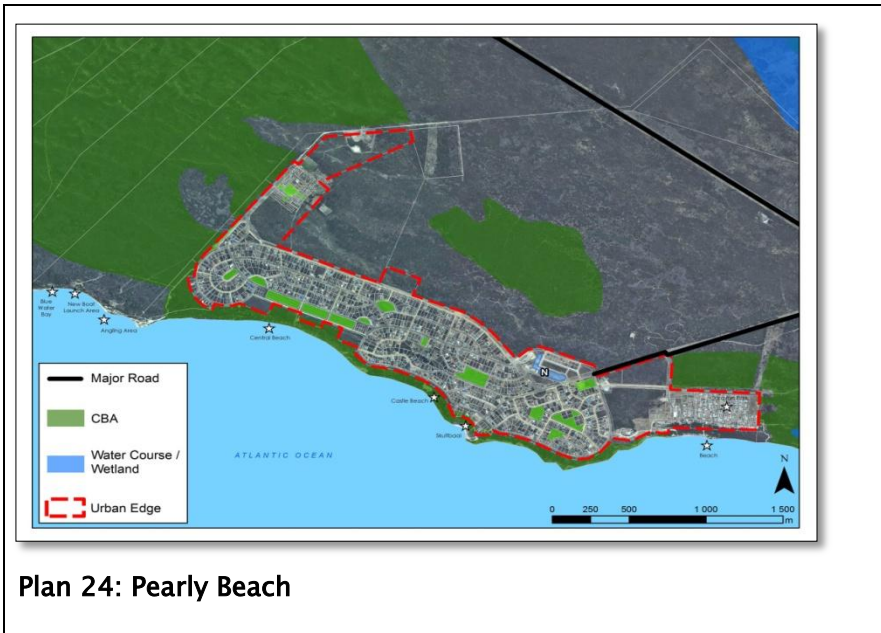 Blue
Water
Bay
New Boat
Launch Area
Angling Area
Central Beach
Castle Beach
N
Beach
ATLANTIC OCEAN
Major Road
CBA
Water Course /
Wetland
Urban Edge
N
0 250 500 1 000 1 500
m
Plan 24: Pearly Beach